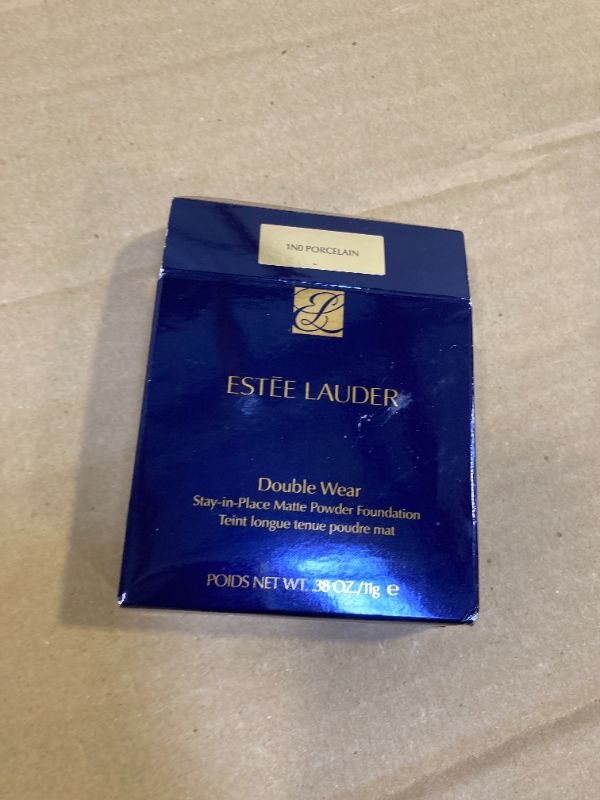 1N0 PORCELAIN
ESTĒE LAUDER
Double Wear
Stay-in-Place Matte Powder Foundation
Teint longue tenue poudre mat
POIDS NET WT. .38 OZ./11g e